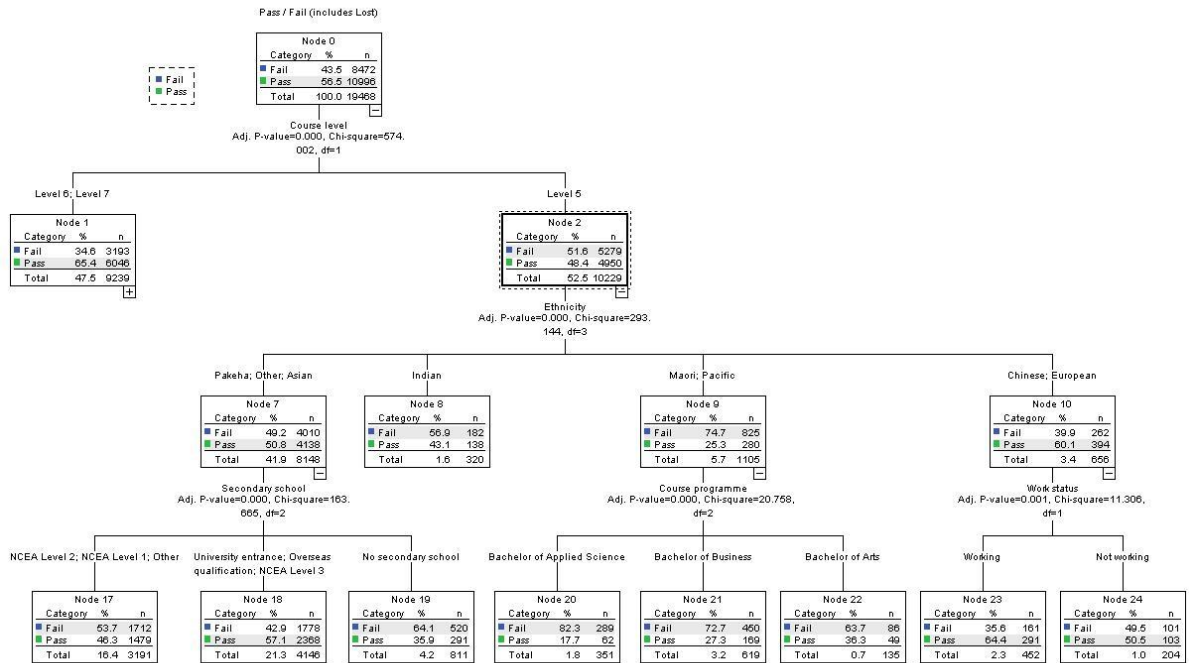 Pass / Fail (includes Lost)
Node 0
Category % n
Fail 43.5 8472
Pass 56.5 10996
Total 100.0 19468
Fail
Pass
Course level
Adj. P-value=0.000, Chi-square=574.
002, df=1
Level 6; Level 7
Level 5
Node 1
Category % n
Fail 34.6 3193
Pass 65.4 6046
Total 47.5 9239
Node 2
Category % n
Fail 51.6 5279
Pass 48.4 4950
Total 52.5 10229
Ethnicity
Adj. P-value=0.000, Chi-square=293.
144, df=3
Pakeha; Other; Asian
Indian
Maori; Pacific
Chinese; European
Node 7
Category % n
Fail 49.2 4010
Pass 50.8 4138
Total 41.9 8148
Node 8
Category % n
Fail 56.9 182
Pass 43.1 138
Total 1.6 320
Node 9
Category % n
Fail 74.7 825
Pass 25.3 280
Total 5.7 1105
Node 10
Category % n
Fail 39.9 262
Pass 60.1 394
Total 3.4 656
Secondary school
Adj. P-value=0.000, Chi-square=163.
665, df=2
Course programme
Adj. P-value=0.000, Chi-square=20.758,
df=2
Work status
Adj. P-value=0.001, Chi-square=11.306,
df=1
NCEA Level 2; NCEA Level 1; Other
University entrance; Overseas
qualification; NCEA Level 3
No secondary school
Bachelor of Applied Science
Bachelor of Business
Bachelor of Arts
Working
Not working
Node 17
Category % n
Fail 53.7 1712
Pass 46.3 1479
Total 16.4 3191
Node 18
Category % n
Fail 42.9 1778
Pass 57.1 2368
Total 21.3 4146
Node 19
Category % n
Fail 64.1 520
Pass 35.9 291
Total 4.2 811
Node 20
Category % n
Fail 82.3 289
Pass 17.7 62
Total 1.8 351
Node 21
Category % n
Fail 72.7 450
Pass 27.3 169
Total 3.2 619
Node 22
Category % n
Fail 63.7 86
Pass 36.3 49
Total 0.7 135
Node 23
Category % n
Fail 35.6 161
Pass 64.4 291
Total 2.3 452
Node 24
Category % n
Fail 49.5 101
Pass 50.5 103
Total 1.0 204